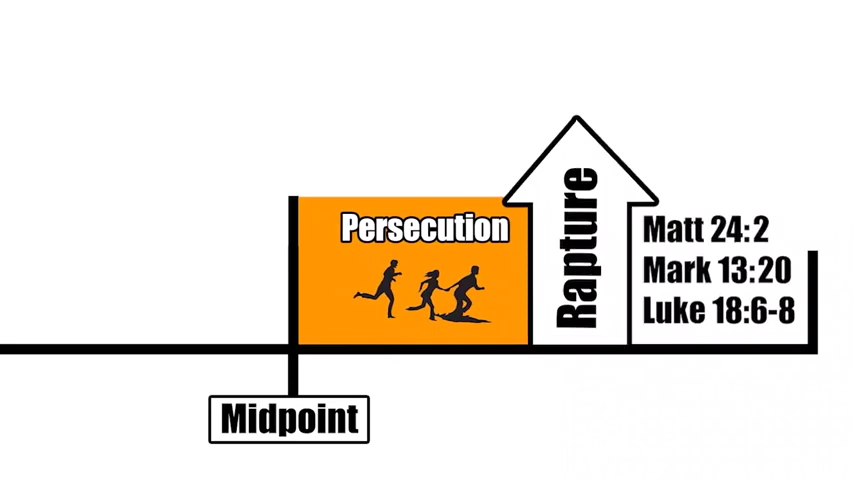 Persecution
Rapture
Matt 24:2
Mark 13:20
Luke 18:6-8
Midpoint